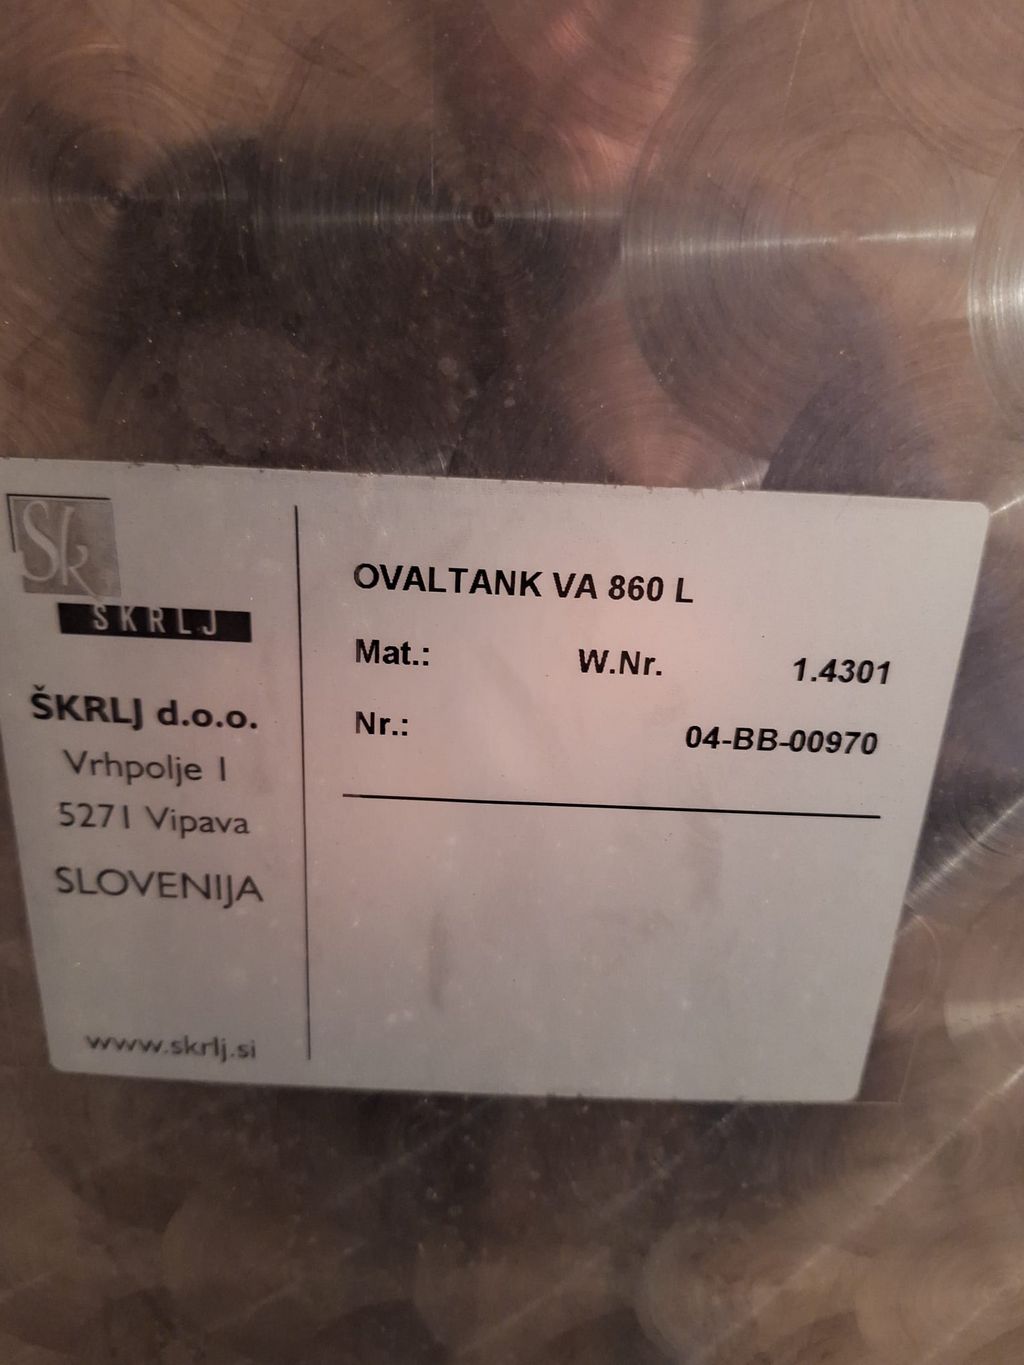 Sk
ŠKRLJ
ŠKRLJ d.o.o.
Vrhpolje 1
5271 Vipava
SLOVENIJA
www.skrlj.si
OVALTANK VA 860 L
Mat.: W.Nr. 1.4301
Nr.: 04-BB-00970